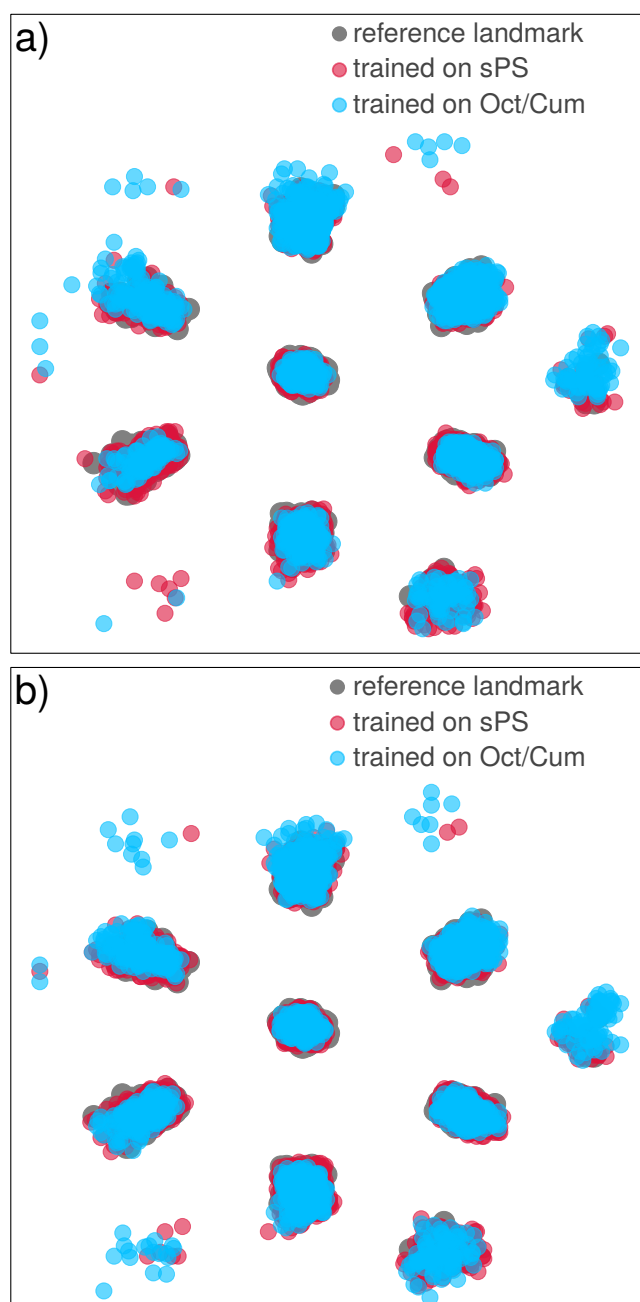 a)
reference landmark
trained on sPS
trained on Oct/Cum
b)
reference landmark
trained on sPS
trained on Oct/Cum